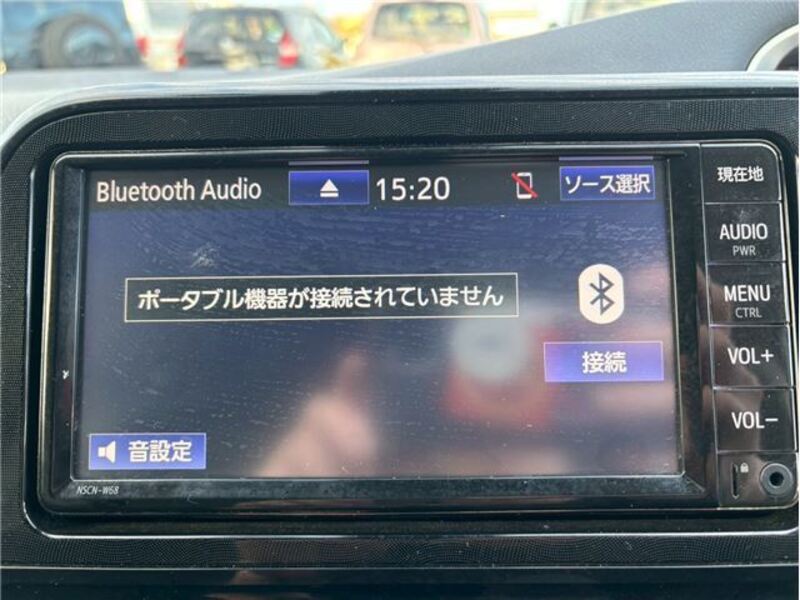 Bluetooth Audio
15:20
ソース選択
現在地
AUDIO
PWR
ポータブル機器が接続されていません
MENU
CTRL
接続
VOL+
音設定
VOL−
NSCN-W68